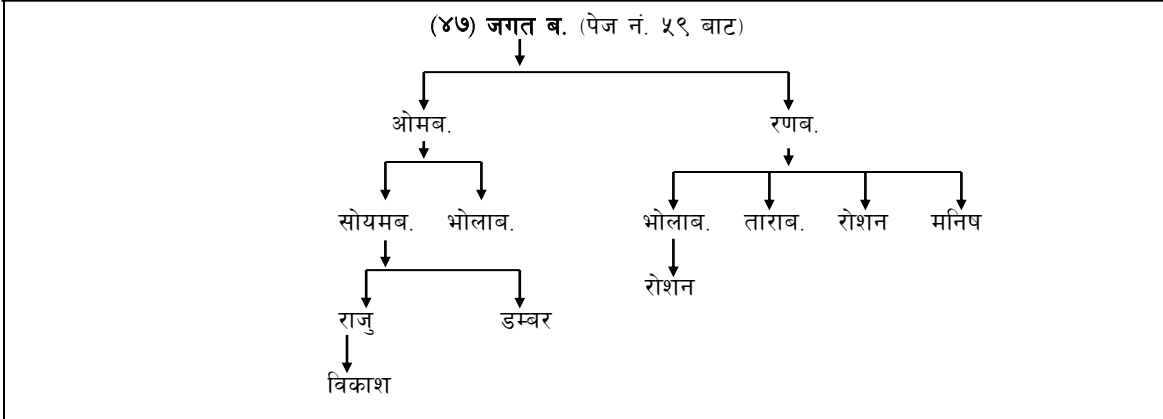 (४७) जगत ब. (पेज नं. ५९ बाट)
ओमब. रणब.
सोयमब. भोलाब. भोलाब. ताराब. रोशन मनिष
रोशन
राजु डम्बर
विकाश